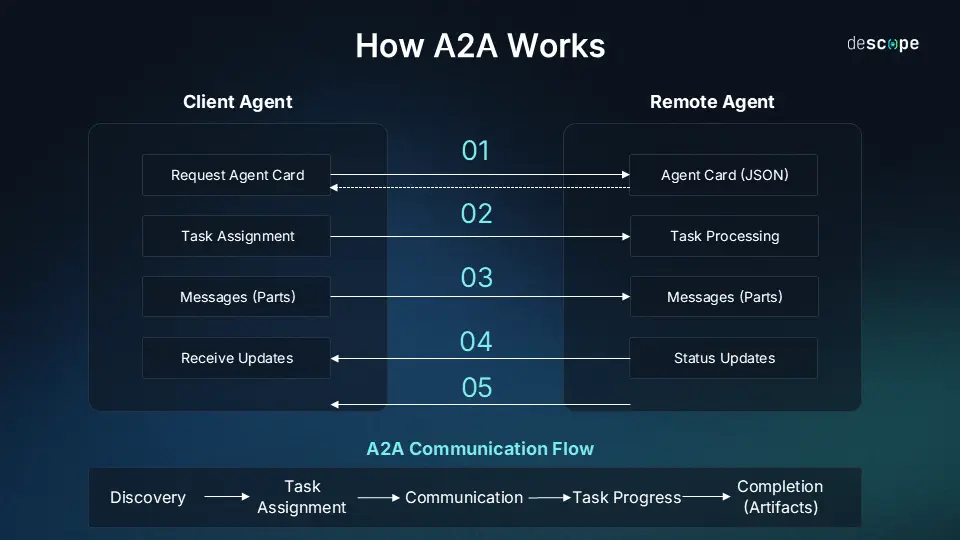 How A2A Works
descope
Client Agent
Remote Agent
01
Request Agent Card
Agent Card (JSON)
02
Task Assignment
Task Processing
03
Messages (Parts)
Messages (Parts)
04
Receive Updates
Status Updates
05
A2A Communication Flow
Discovery
Task
Assignment
Communication
Task Progress
Completion
(Artifacts)